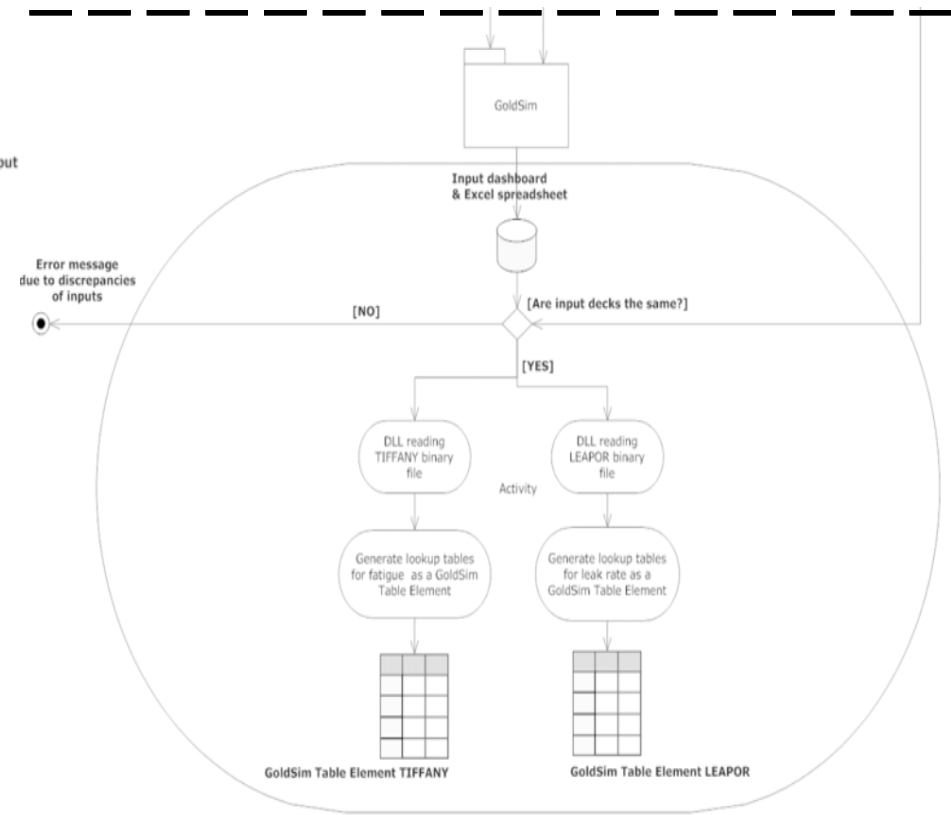 GoldSim
Input dashboard
& Excel spreadsheet
Error message
due to discrepancies
of inputs
[NO]
[Are input decks the same?]
[YES]
DLL reading
TIFFANY binary
file
DLL reading
LEAPOR binary
file
Activity
Generate lookup tables
for fatigue as a GoldSim
Table Element
Generate lookup tables
for leak rate as a
GoldSim Table Element
GoldSim Table Element TIFFANY
GoldSim Table Element LEAPOR